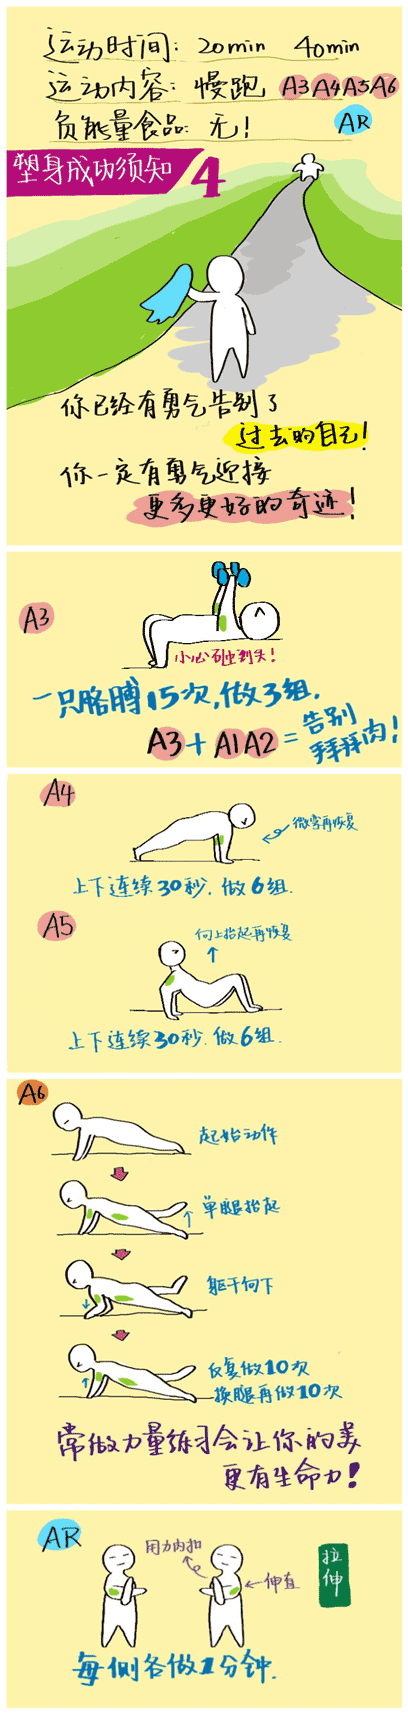 运动时间: 20min 40min
运动内容: 慢跑 A3 A4 A5 A6
负能量食品: 无! AR
塑身成功须知 4
你已经有勇气告别了
过去的自己!
你一定有勇气迎接
更多更好的奇迹!
A3
小心砸到头!
一只胳膊15次,做3组.
A3+A1A2=告别
拜拜肉!
A4
微弯再恢复
上下连续30秒.做6组.
A5
向上抬起再恢复
上下连续30秒.做6组.
A6
起始动作
单腿抬起
躯干向下
反复做10次
换腿再做10次
常做力量练习会让你的美
更有生命力!
AR
用力内扣
伸直
拉伸
每侧各做1分钟.